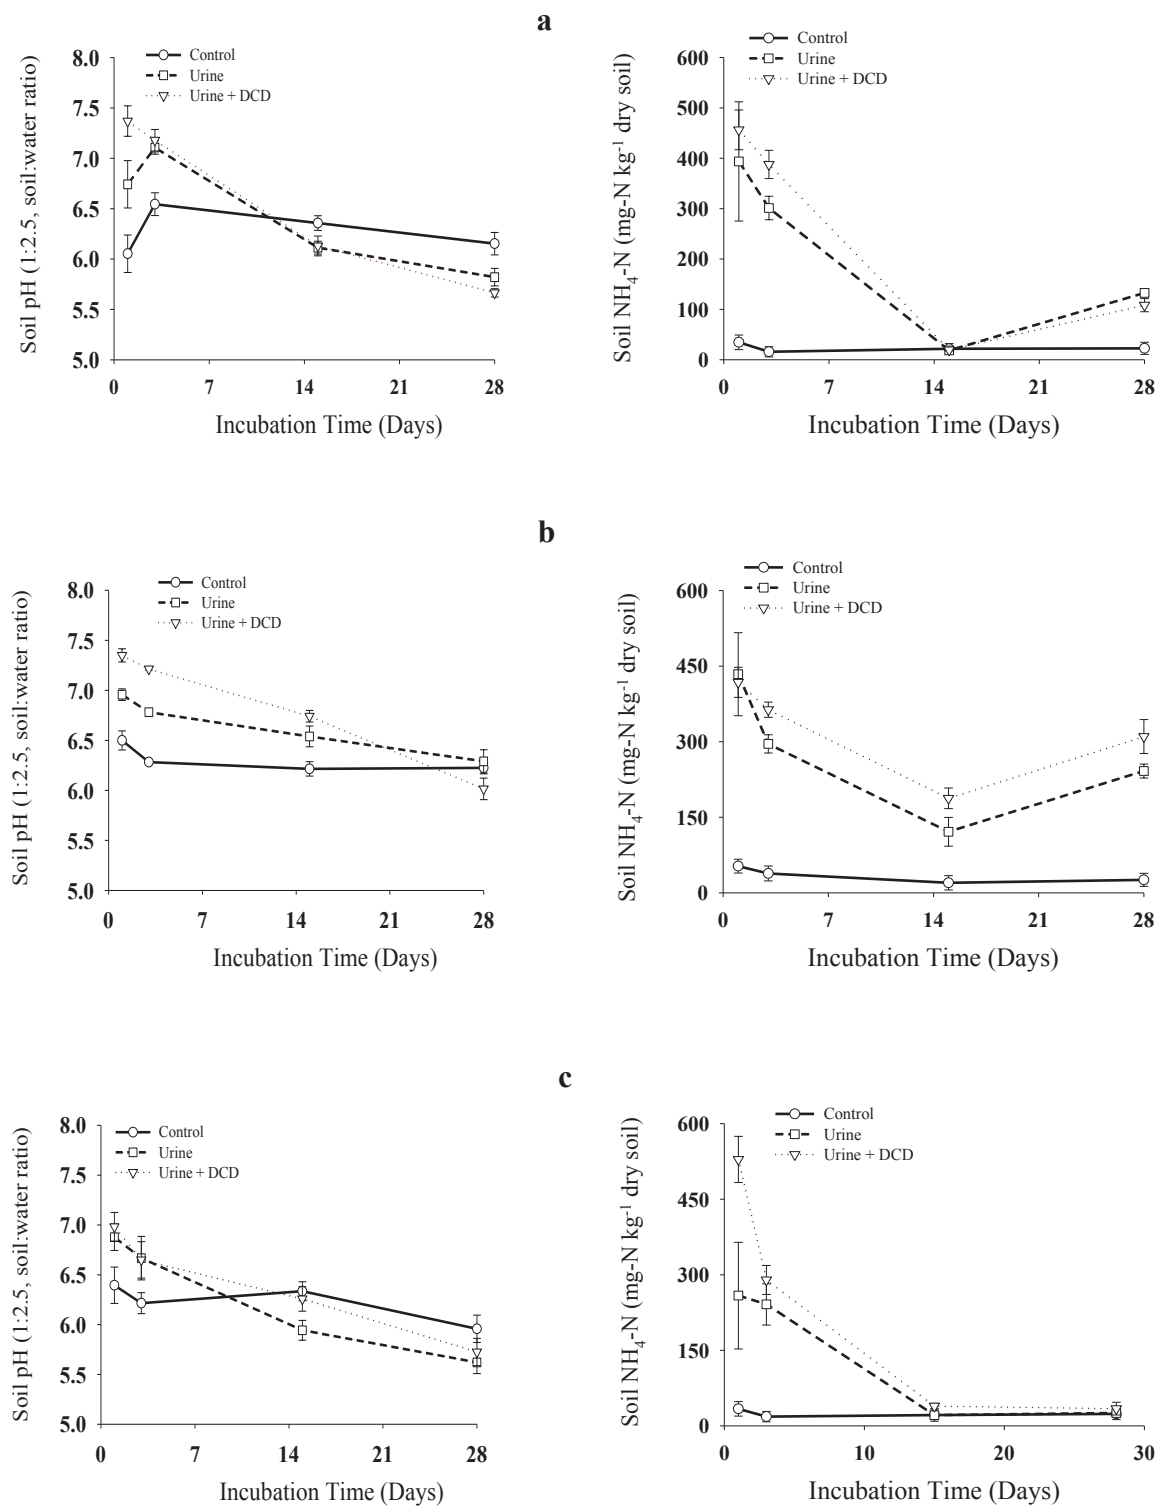 a
Soil pH (1:2.5, soil:water ratio)
8.0
7.5
7.0
6.5
6.0
5.5
5.0
Control
Urine
Urine + DCD
0 7 14 21 28
Incubation Time (Days)
Soil NH4-N (mg-N kg-1 dry soil)
600
500
400
300
200
100
0
Control
Urine
Urine + DCD
0 7 14 21 28
Incubation Time (Days)
b
Soil pH (1:2.5, soil:water ratio)
8.0
7.5
7.0
6.5
6.0
5.5
5.0
Control
Urine
Urine + DCD
0 7 14 21 28
Incubation Time (Days)
Soil NH4-N (mg-N kg-1 dry soil)
600
450
300
150
0
Control
Urine
Urine + DCD
0 7 14 21 28
Incubation Time (Days)
c
Soil pH (1:2.5, soil:water ratio)
8.0
7.5
7.0
6.5
6.0
5.5
5.0
Control
Urine
Urine + DCD
0 7 14 21 28
Incubation Time (Days)
Soil NH4-N (mg-N kg-1 dry soil)
600
450
300
150
0
Control
Urine
Urine + DCD
0 10 20 30
Incubation Time (Days)